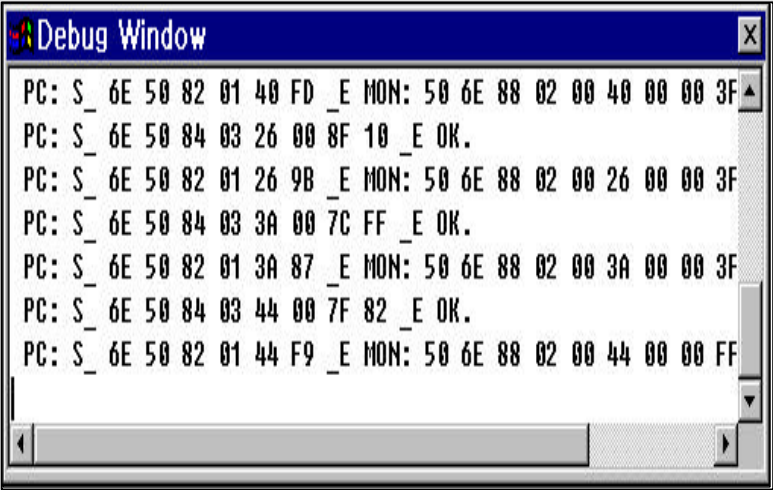 Debug Window
PC: S_ 6E 50 82 01 40 FD _E MON: 50 6E 88 02 00 40 00 00 3F
PC: S_ 6E 50 84 03 26 00 8F 10 _E OK.
PC: S_ 6E 50 82 01 26 9B _E MON: 50 6E 88 02 00 26 00 00 3F
PC: S_ 6E 50 84 03 3A 00 7C FF _E OK.
PC: S_ 6E 50 82 01 3A 87 _E MON: 50 6E 88 02 00 3A 00 00 3F
PC: S_ 6E 50 84 03 44 00 7F 82 _E OK.
PC: S_ 6E 50 82 01 44 F9 _E MON: 50 6E 88 02 00 44 00 00 FF